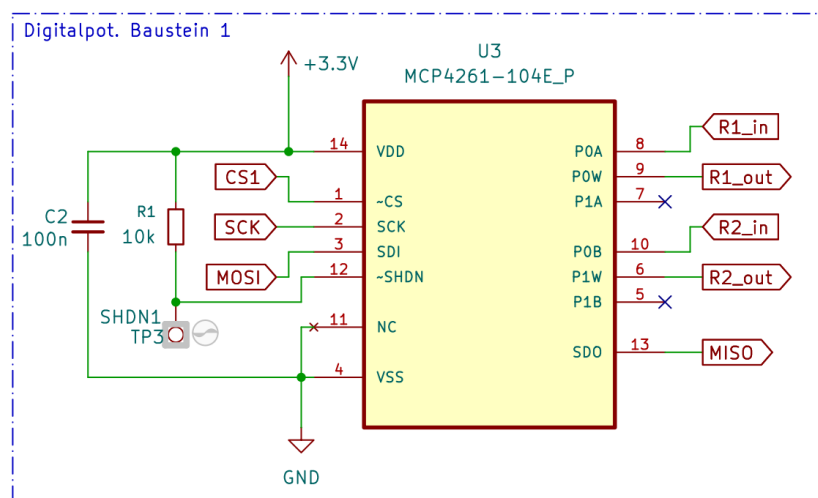 Digitalpot. Baustein 1
U3
MCP4261-104E_P
+3.3V
14 VDD
P0A 8 R1_in
CS1
P0W 9 R1_out
1 ~CS
P1A 7
C2
100n
R1
10k
SCK 2 SCK
R2_in
MOSI 3 SDI
P0B 10
12 ~SHDN
P1W 6 R2_out
P1B 5
SHDN1
TP3
11 NC
SDO 13 MISO
4 VSS
GND